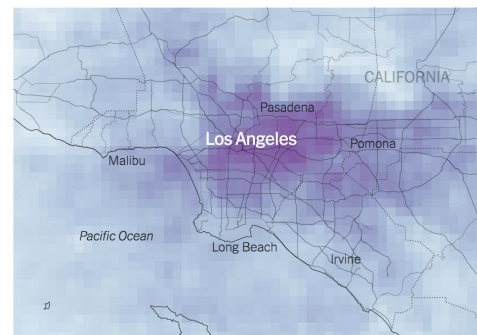 CALIFORNIA
Pasadena
Los Angeles
Pomona
Malibu
Pacific Ocean
Long Beach
Irvine